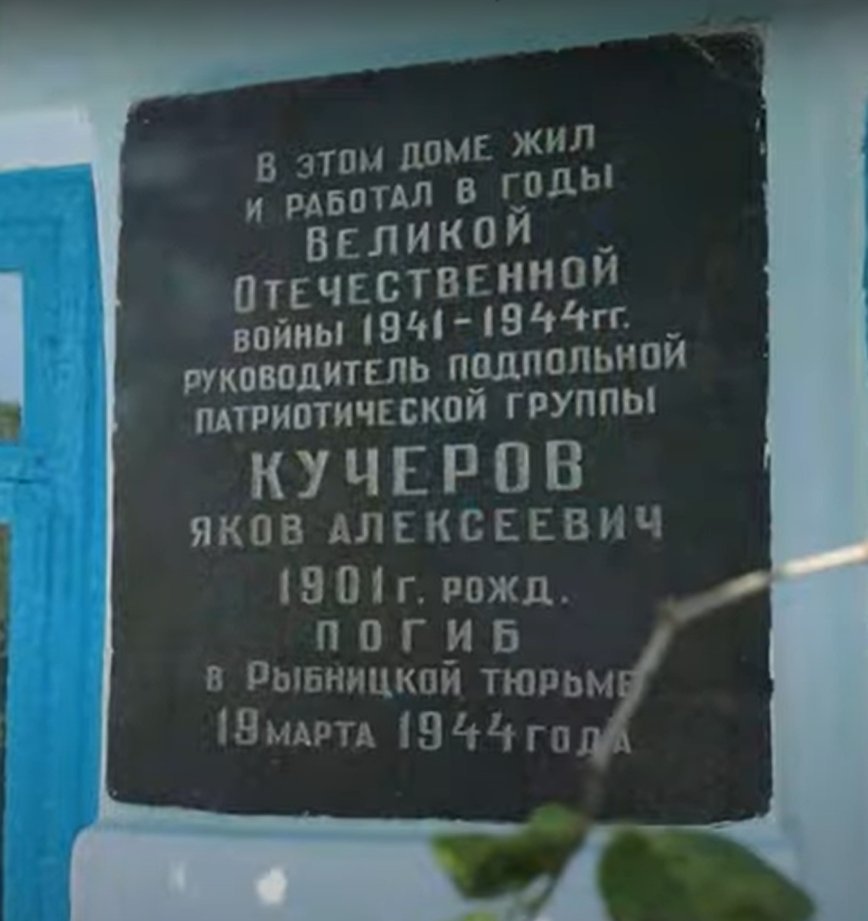 В ЭТОМ ДОМЕ ЖИЛ
И РАБОТАЛ В ГОДЫ
ВЕЛИКОЙ
ОТЕЧЕСТВЕННОЙ
ВОЙНЫ 1941-1944гг.
РУКОВОДИТЕЛЬ ПОДПОЛЬНОЙ
ПАТРИОТИЧЕСКОЙ ГРУППЫ
КУЧЕРОВ
ЯКОВ АЛЕКСЕЕВИЧ
1901г. РОЖД.
ПОГИБ
В РЫБНИЦКОЙ ТЮРЬМЕ
19 МАРТА 1944 ГОДА